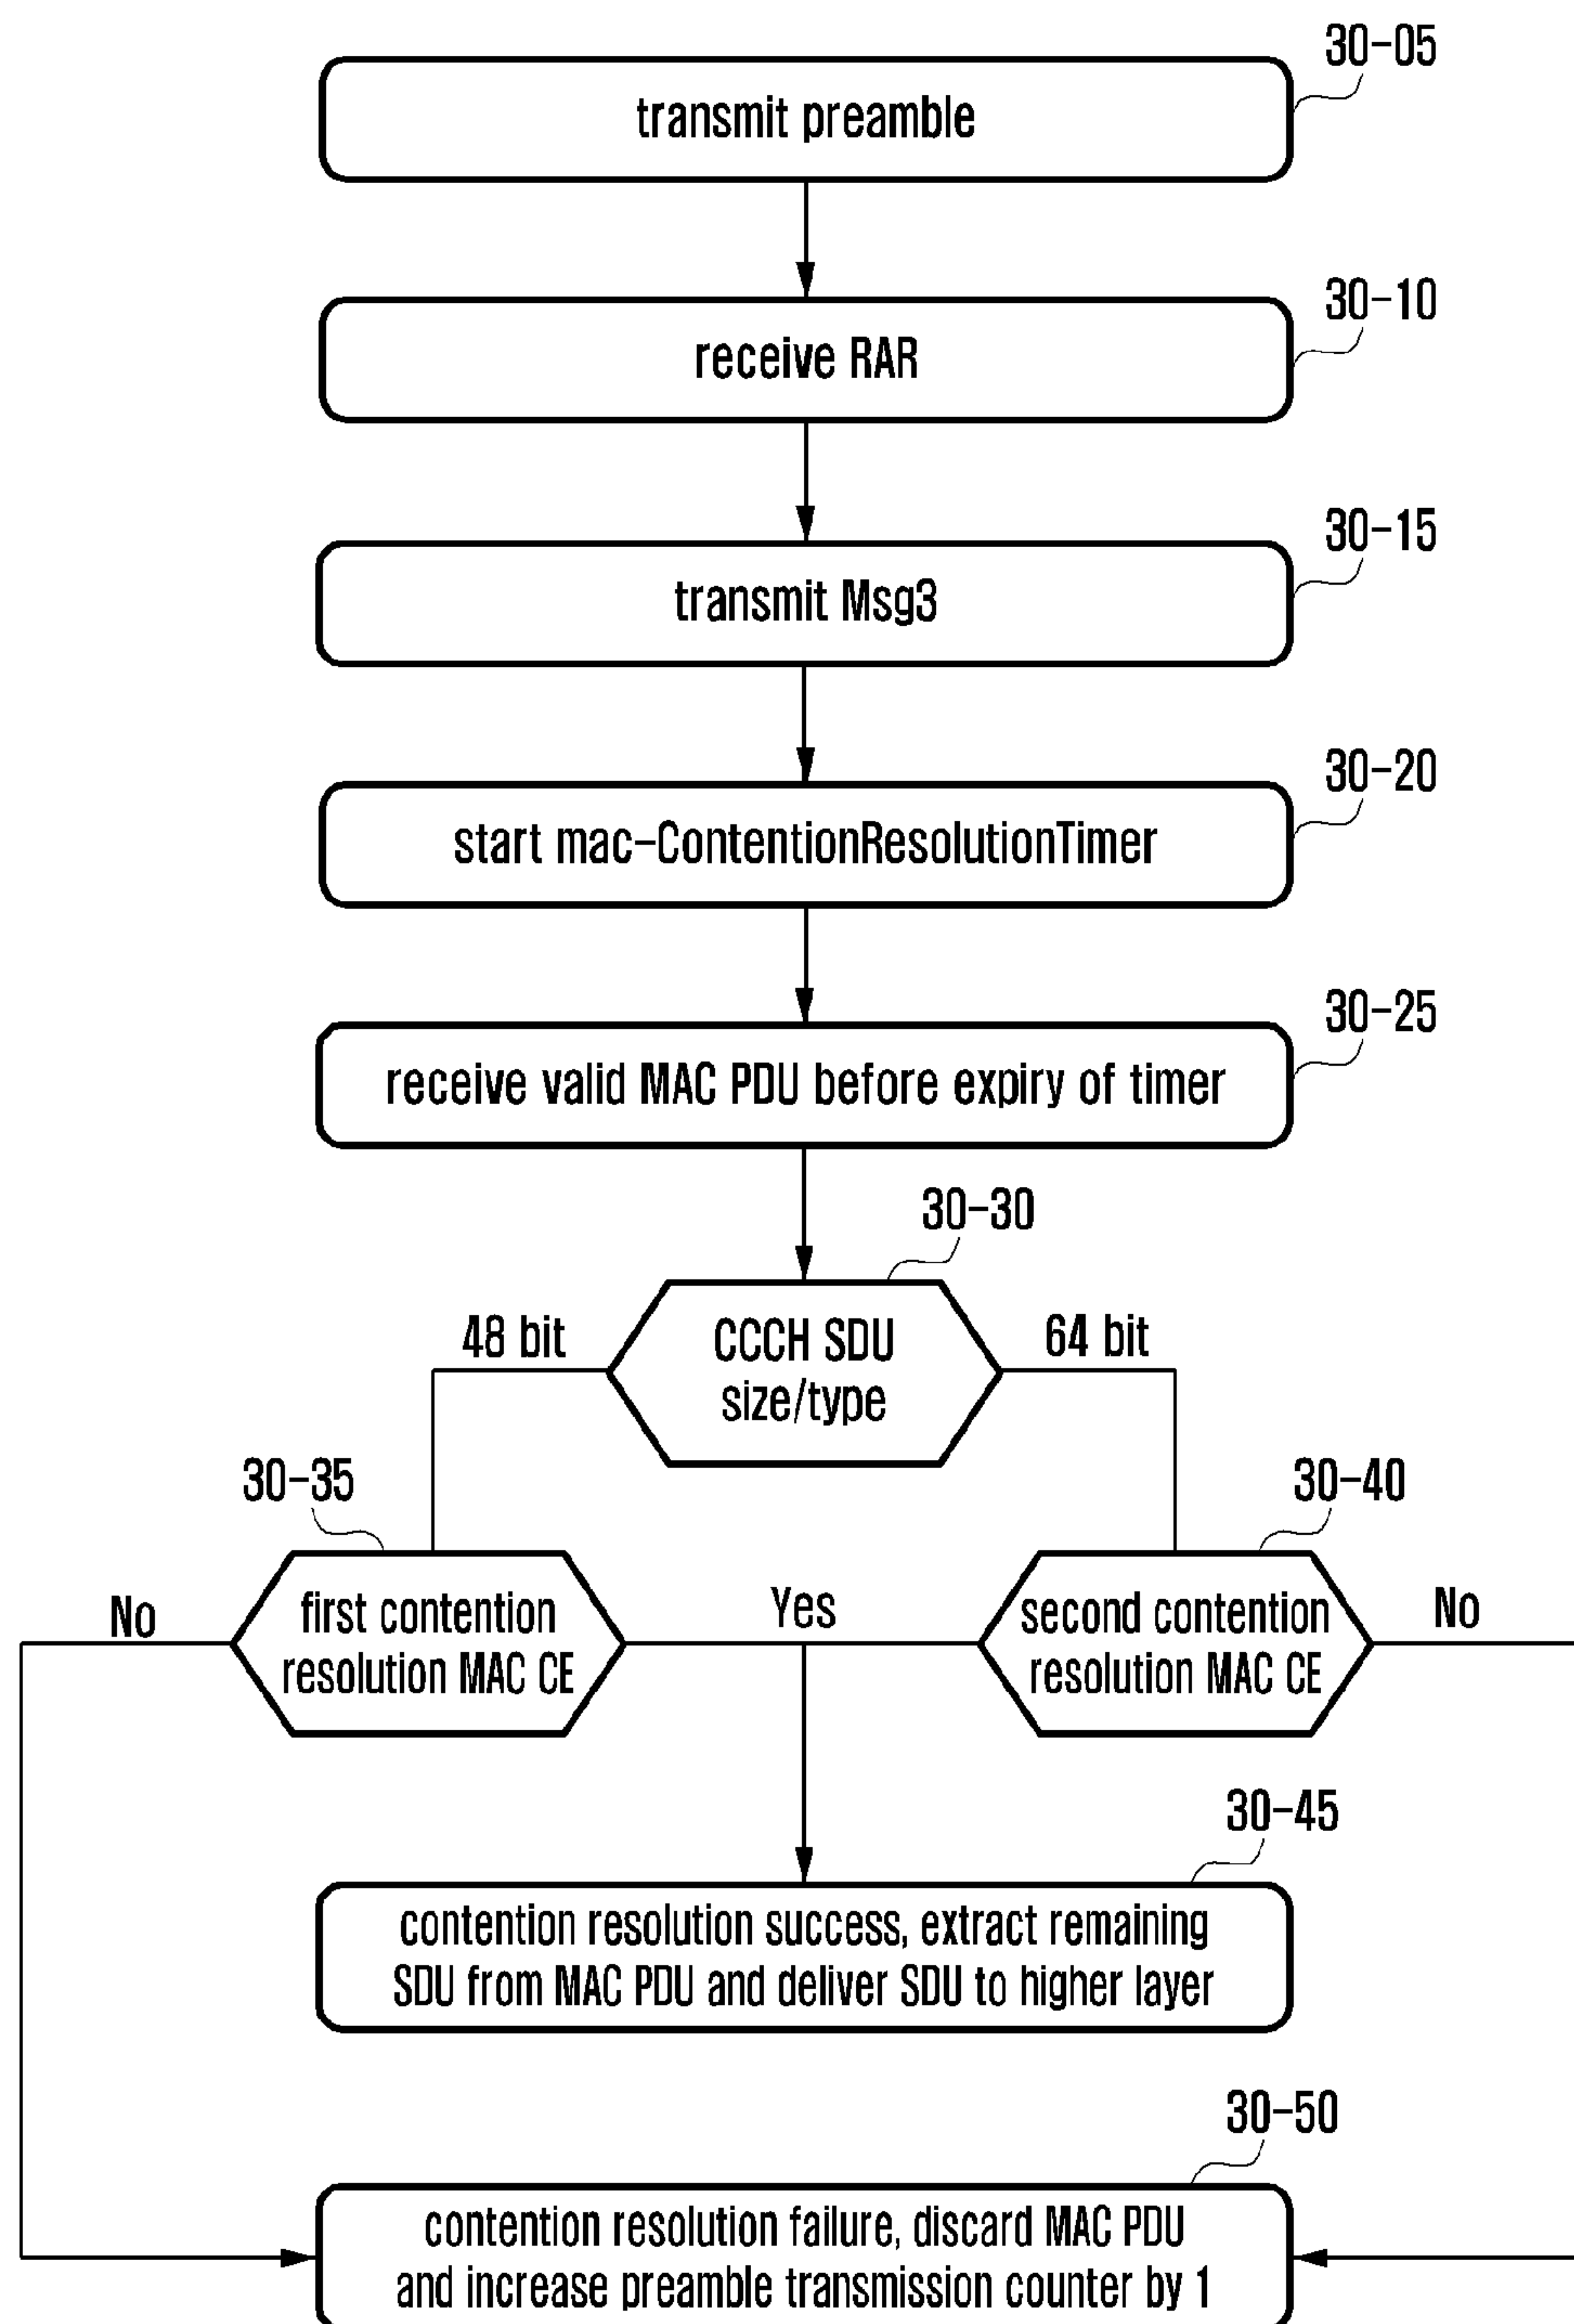 30-05
transmit preamble
30-10
receive RAR
30-15
transmit Msg3
30-20
start mac-ContentionResolutionTimer
30-25
receive valid MAC PDU before expiry of timer
30-30
48 bit
CCCH SDU
size/type
64 bit
30-35
30-40
No
first contention
resolution MAC CE
Yes
second contention
resolution MAC CE
No
30-45
contention resolution success, extract remaining
SDU from MAC PDU and deliver SDU to higher layer
30-50
contention resolution failure, discard MAC PDU
and increase preamble transmission counter by 1